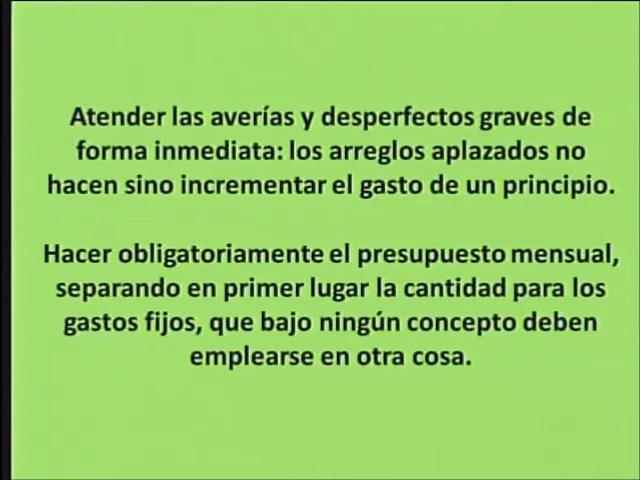 Atender las averías y desperfectos graves de
forma inmediata: los arreglos aplazados no
hacen sino incrementar el gasto de un principio.
Hacer obligatoriamente el presupuesto mensual,
separando en primer lugar la cantidad para los
gastos fijos, que bajo ningún concepto deben
emplearse en otra cosa.